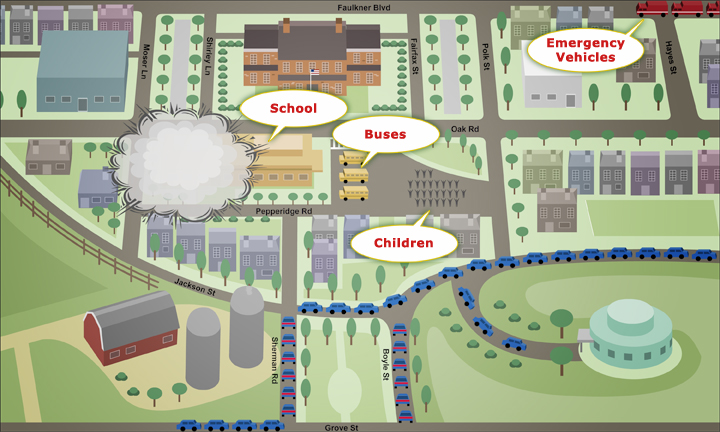 Faulkner Blvd
Moser Ln
Shirley Ln
Fairfax St
Polk St
Hayes St
Emergency
Vehicles
School
Buses
Oak Rd
Pepperidge Rd
Children
Jackson St
Sherman Rd
Boyle St
Grove St